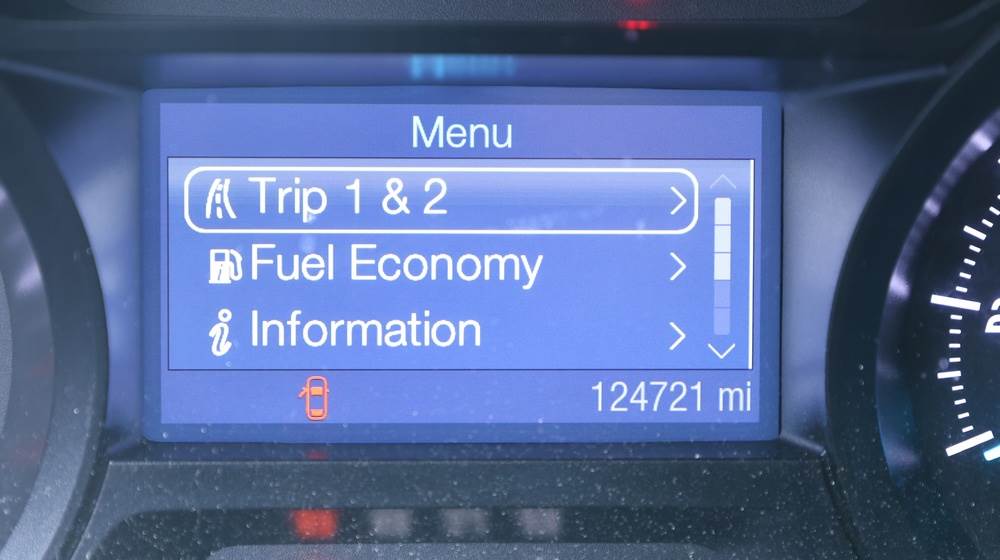 Menu
Trip 1 & 2
Fuel Economy
Information
124721 mi